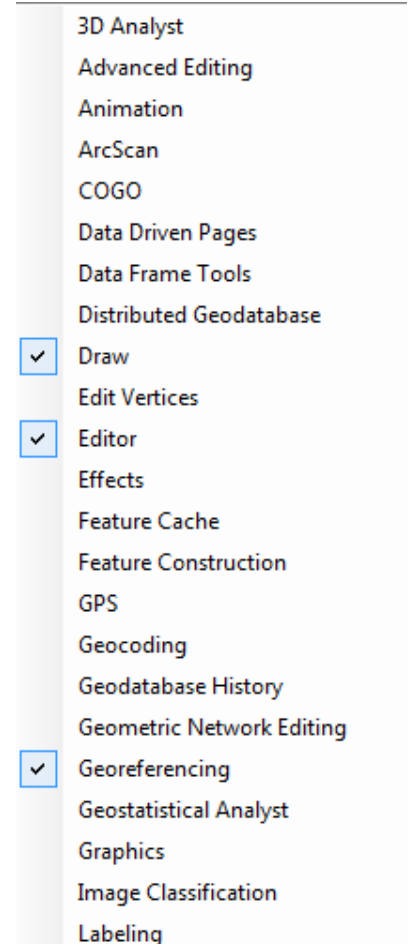 3D Analyst
Advanced Editing
Animation
ArcScan
COGO
Data Driven Pages
Data Frame Tools
Distributed Geodatabase
Draw
Edit Vertices
Editor
Effects
Feature Cache
Feature Construction
GPS
Geocoding
Geodatabase History
Geometric Network Editing
Georeferencing
Geostatistical Analyst
Graphics
Image Classification
Labeling